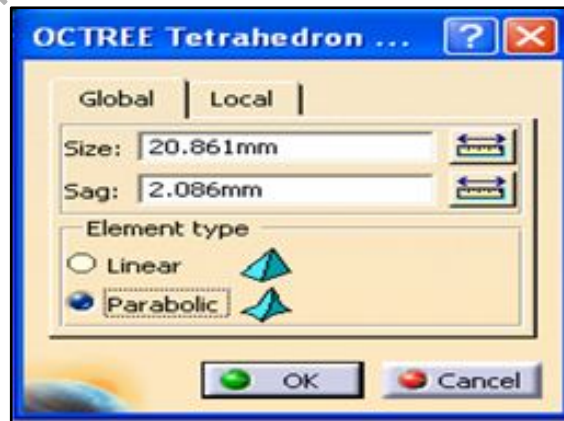 OCTREE Tetrahedron ...
Global Local
Size: 20.861mm
Sag: 2.086mm
Element type
Linear
Parabolic
OK Cancel